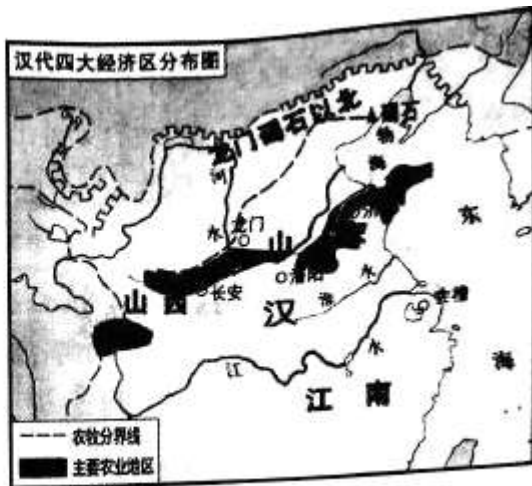 汉代四大经济区分布图
龙门碣石以北
碣石
渤
海
河
水
龙门
山
东
洛阳
长安
山西
汉
淮
水
会稽
江
水
江南
东
海
农牧分界线
主要农业地区